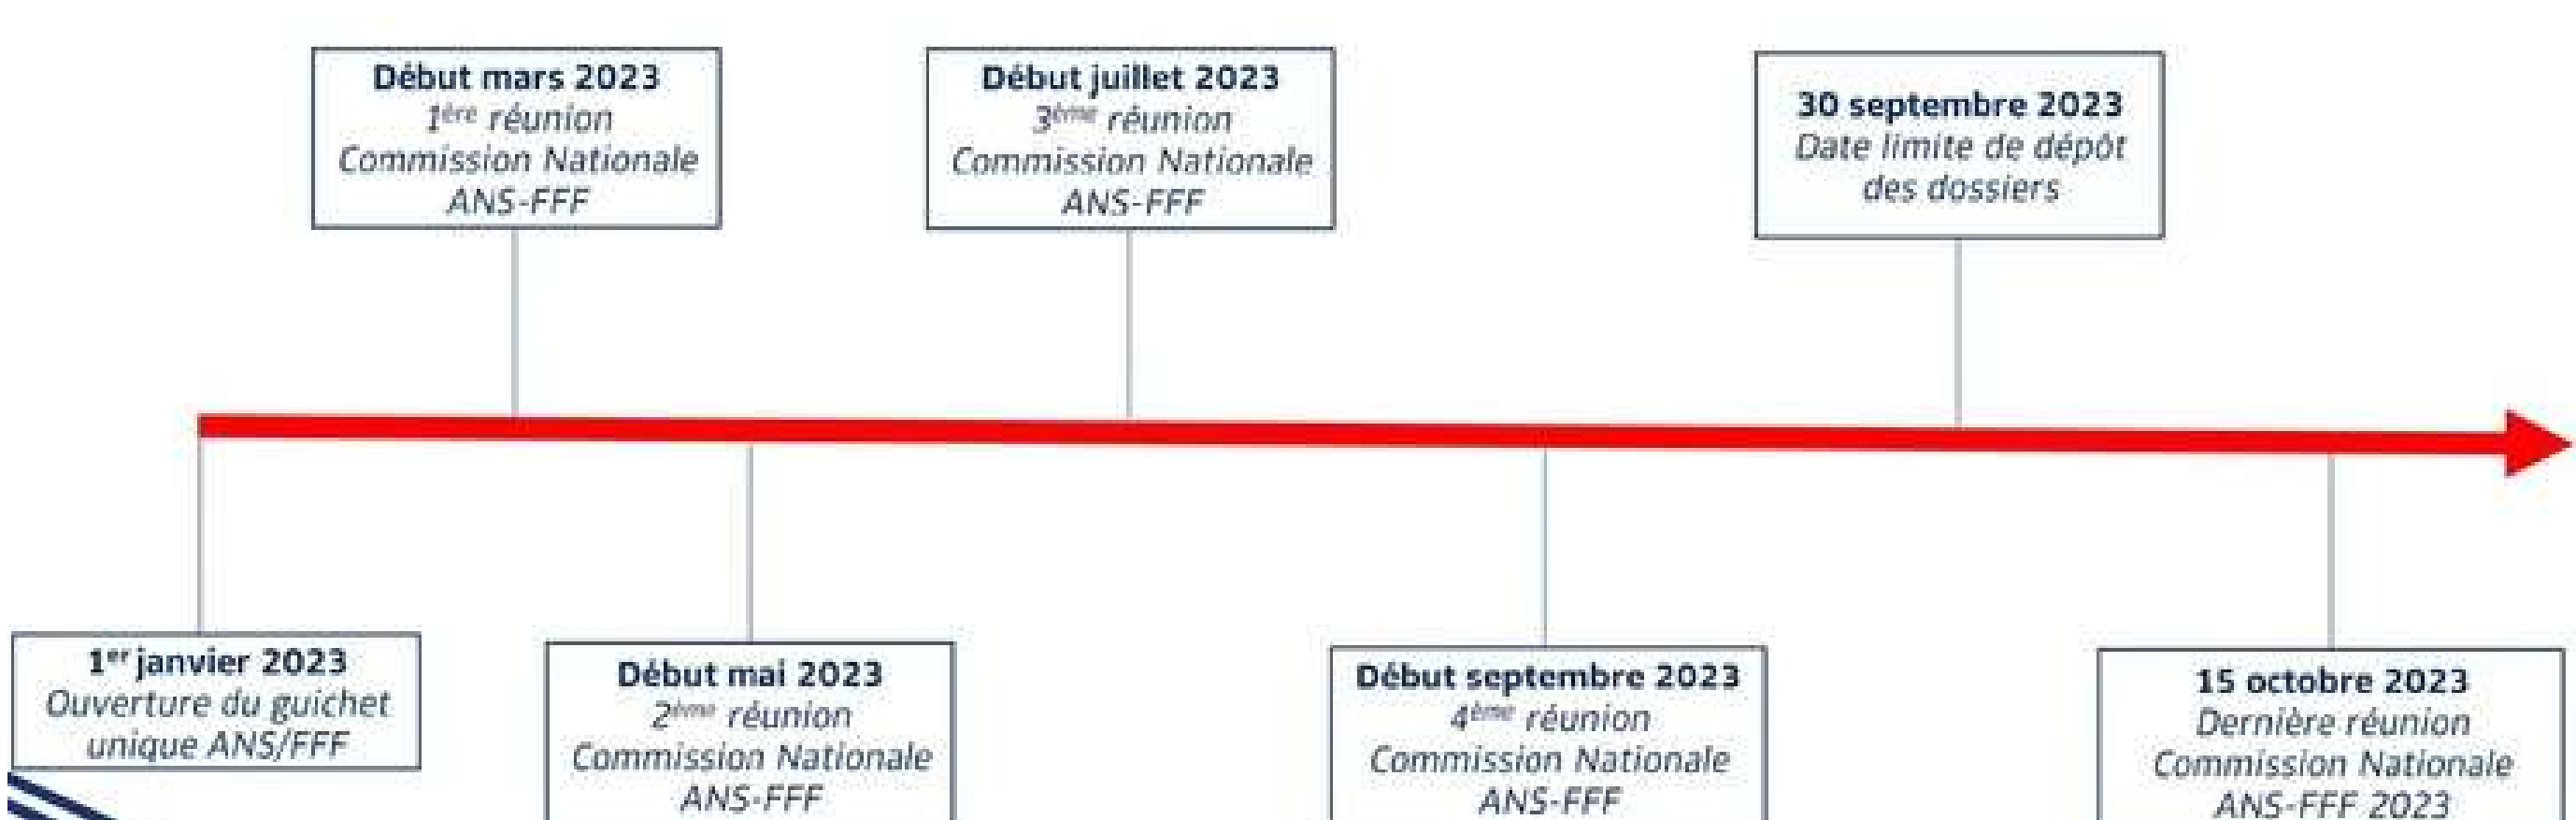 Début mars 2023
1ère réunion
Commission Nationale
ANS-FFF
Début juillet 2023
3ème réunion
Commission Nationale
ANS-FFF
30 septembre 2023
Date limite de dépôt
des dossiers
1er janvier 2023
Ouverture du guichet
unique ANS/FFF
Début mai 2023
2ème réunion
Commission Nationale
ANS-FFF
Début septembre 2023
4ème réunion
Commission Nationale
ANS-FFF
15 octobre 2023
Dernière réunion
Commission Nationale
ANS-FFF 2023